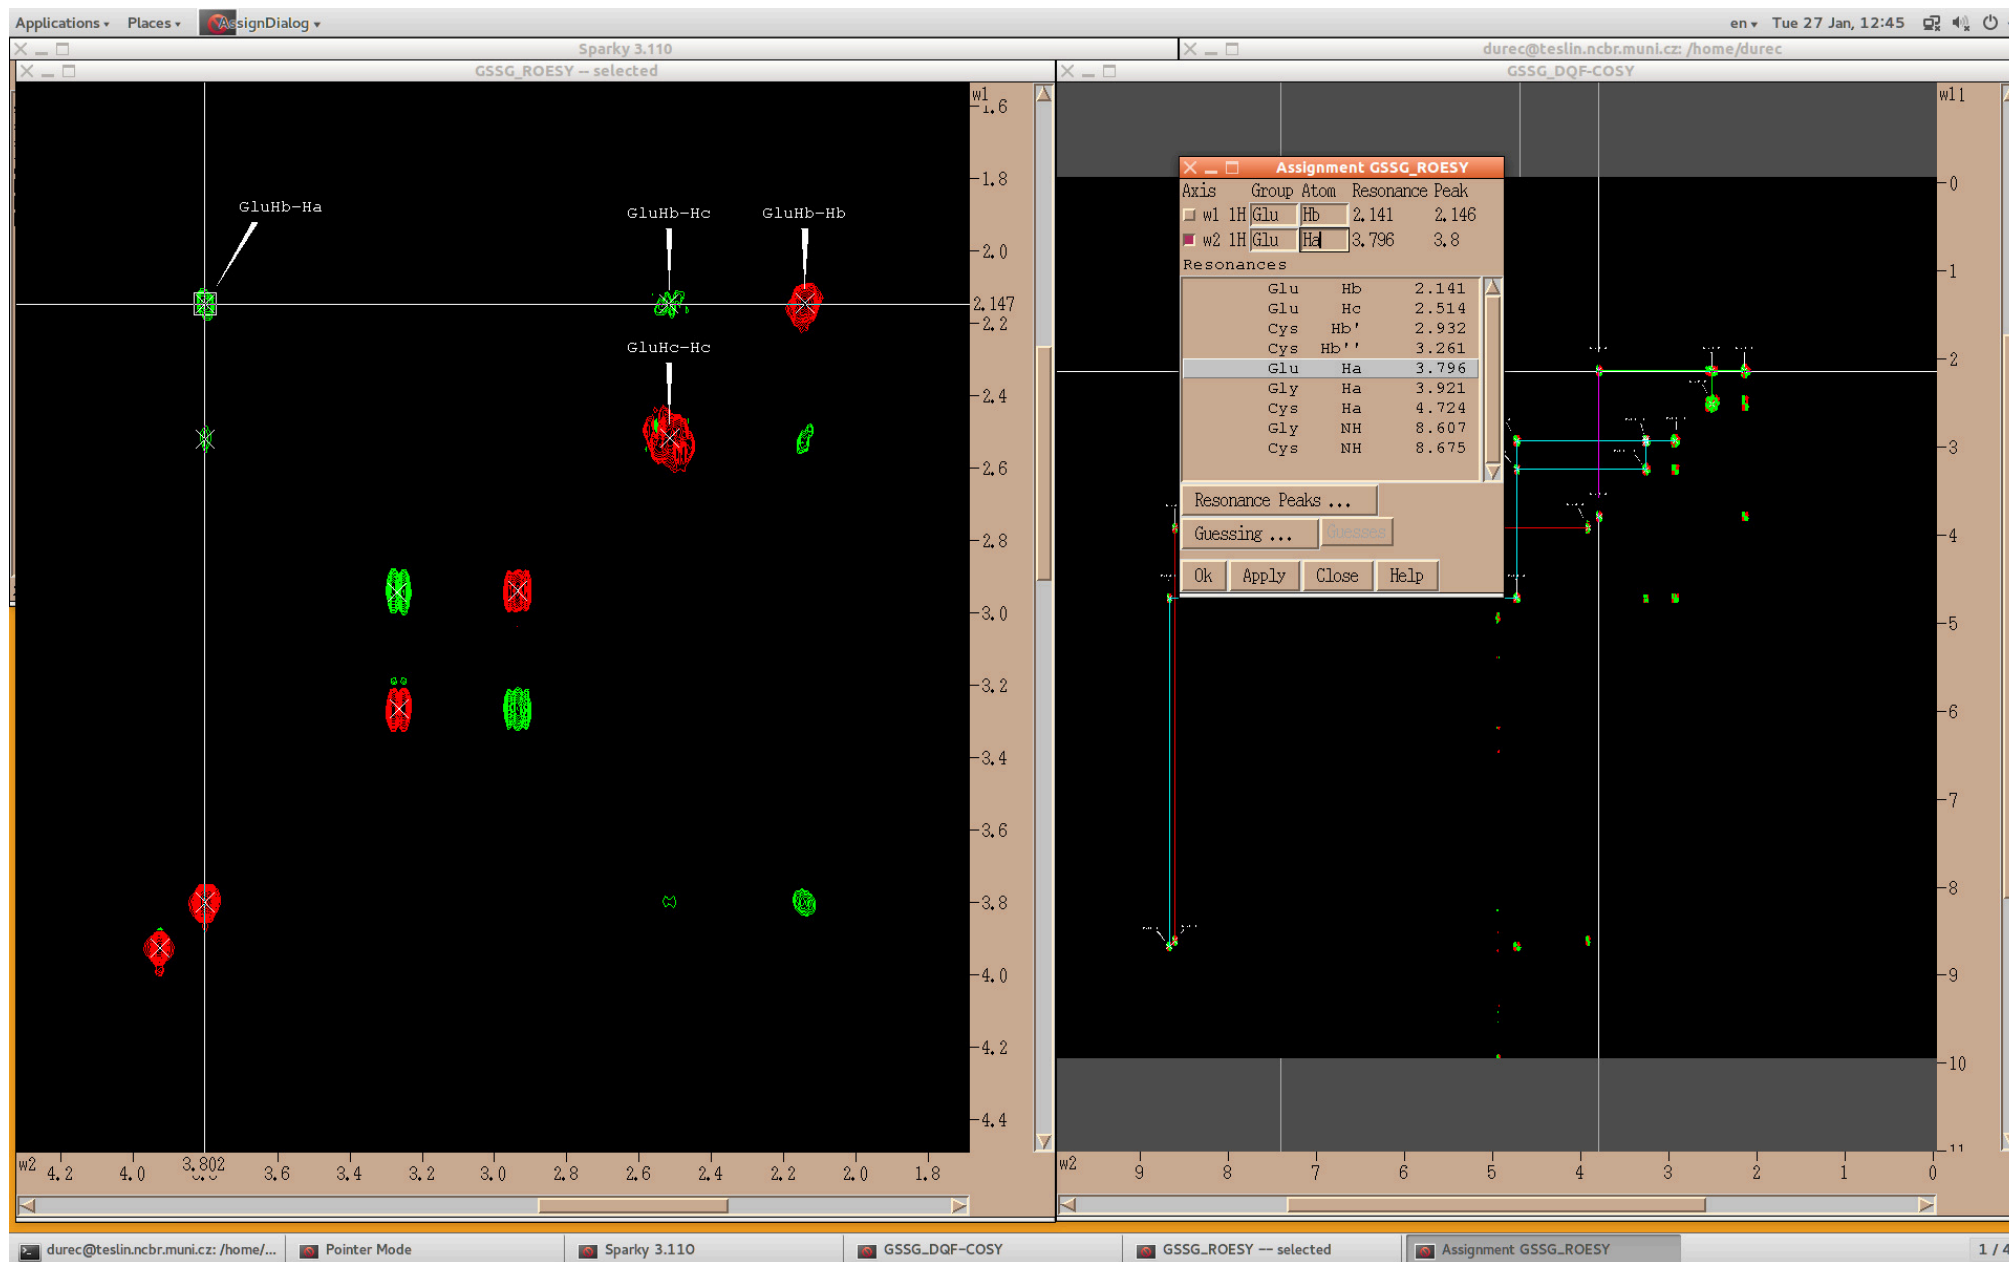 Applications Places AssignDialog en Tue 27 Jan, 12:45
Sparky 3.110
durec@teslin.ncbr.muni.cz: /home/durec
GSSG_ROESY -- selected
GSSG_DQF-COSY
w1
1.6
1.8
2.0
2.147
2.2
2.4
2.6
2.8
3.0
3.2
3.4
3.6
3.8
4.0
4.2
4.4
GluHb-Ha
GluHb-Hc
GluHb-Hb
GluHc-Hc
w2 4.2 4.0 3.802 3.6 3.4 3.2 3.0 2.8 2.6 2.4 2.2 2.0 1.8
Assignment GSSG_ROESY
Axis Group Atom Resonance Peak
w1 1H Glu Hb 2.141 2.146
w2 1H Glu Ha 3.796 3.8
Resonances
Glu Hb 2.141
Glu Hc 2.514
Cys Hb' 2.932
Cys Hb'' 3.261
Glu Ha 3.796
Gly Ha 3.921
Cys Ha 4.724
Gly NH 8.607
Cys NH 8.675
Resonance Peaks ...
Guessing ... Guesses
Ok Apply Close Help
w1
0
1
2
3
4
5
6
7
8
9
10
11
w2 9 8 7 6 5 4 3 2 1 0
durec@teslin.ncbr.muni.cz: /home/... Pointer Mode Sparky 3.110 GSSG_DQF-COSY GSSG_ROESY -- selected Assignment GSSG_ROESY 1 / 4